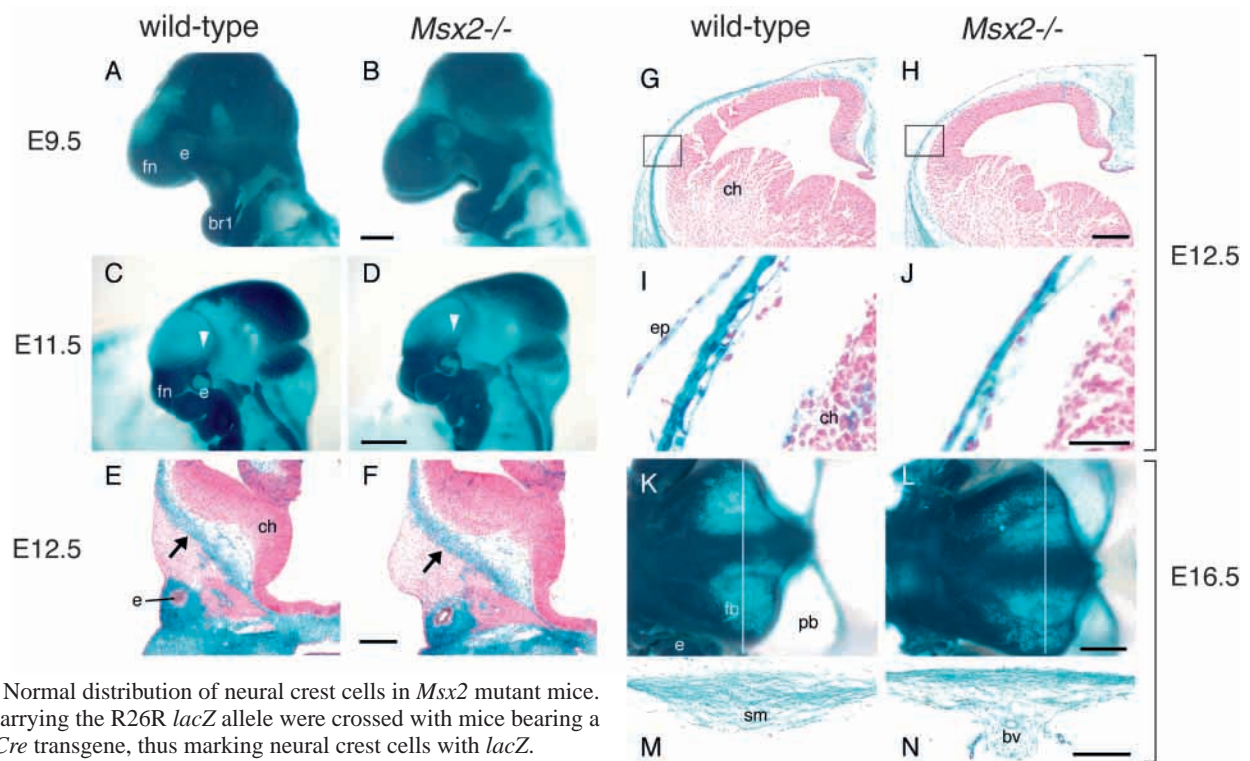 wild-type
Msx2-/-
wild-type
Msx2-/-
A
B
G
H
E9.5
fn
e
br1
ch
C
D
I
J
E12.5
E11.5
fn
e
ep
ch
E
F
ch
K
L
E12.5
e
fb
pb
e
E16.5
sm
bv
M
N
Normal distribution of neural crest cells in Msx2 mutant mice.
arrying the R26R lacZ allele were crossed with mice bearing a
Cre transgene, thus marking neural crest cells with lacZ.